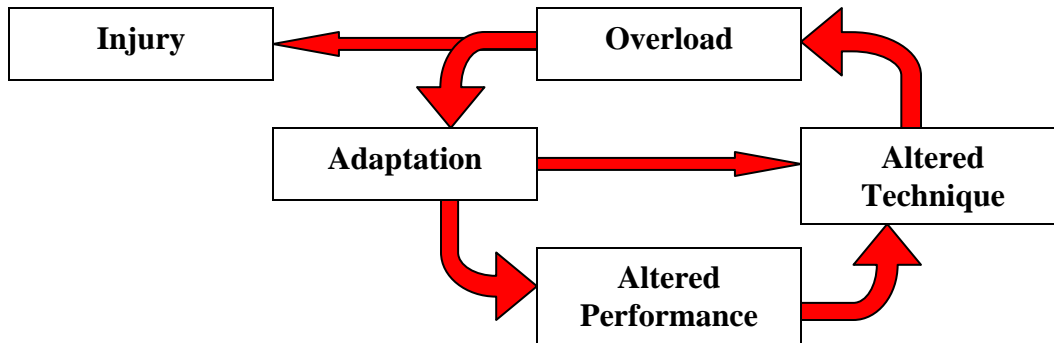 Injury
Overload
Adaptation
Altered
Technique
Altered
Performance